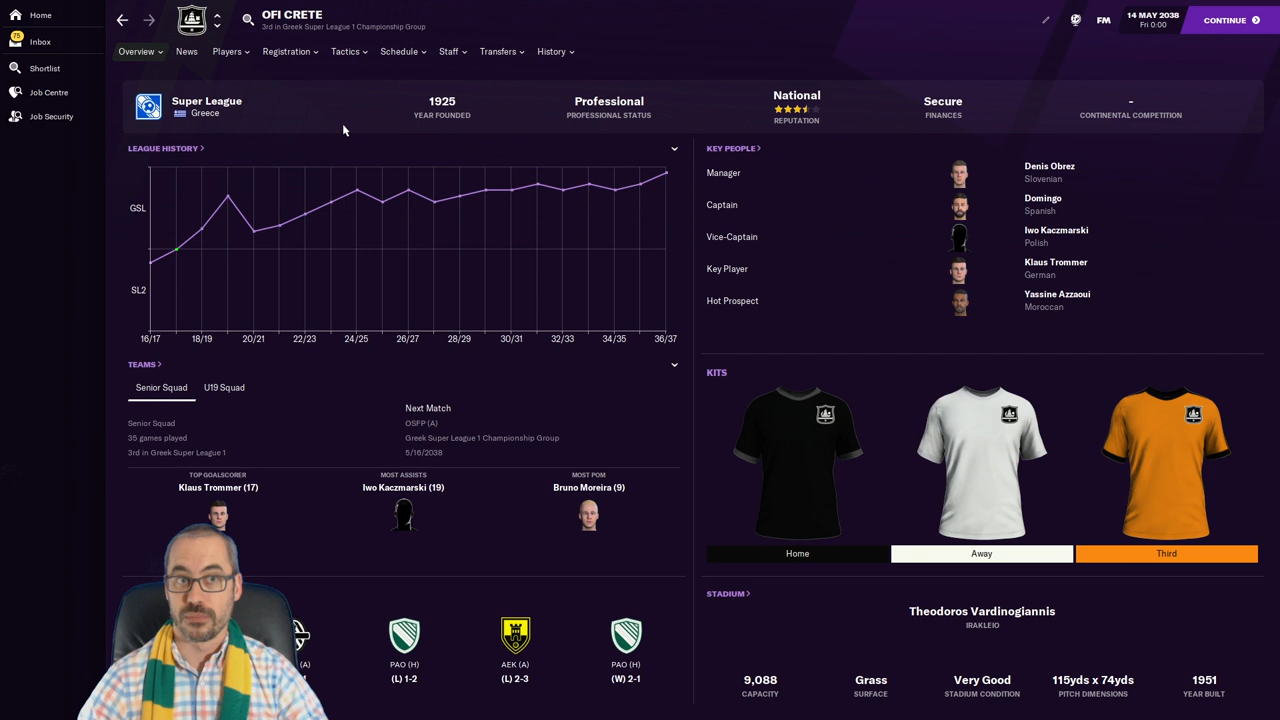 Home
75
Inbox
Shortlist
Job Centre
Job Security
OFI CRETE
3rd in Greek Super League 1 Championship Group
FM
14 MAY 2038
Fri 0:00
CONTINUE
Overview
News
Players
Registration
Tactics
Schedule
Staff
Transfers
History
Super League
Greece
1925
YEAR FOUNDED
Professional
PROFESSIONAL STATUS
National
REPUTATION
Secure
FINANCES
-
CONTINENTAL COMPETITION
LEAGUE HISTORY
GSL
SL2
16/17 18/19 20/21 22/23 24/25 26/27 28/29 30/31 32/33 34/35 36/37
TEAMS
Senior Squad
U19 Squad
Senior Squad
35 games played
3rd in Greek Super League 1
Next Match
OSFP (A)
Greek Super League 1 Championship Group
5/16/2038
TOP GOALSCORER
Klaus Trommer (17)
MOST ASSISTS
Iwo Kaczmarski (19)
MOST POM
Bruno Moreira (9)
(A)
PAO (H)
(L) 1-2
AEK (A)
(L) 2-3
PAO (H)
(W) 2-1
KEY PEOPLE
Manager
Denis Obrez
Slovenian
Captain
Domingo
Spanish
Vice-Captain
Iwo Kaczmarski
Polish
Key Player
Klaus Trommer
German
Hot Prospect
Yassine Azzaoui
Moroccan
KITS
Home
Away
Third
STADIUM
Theodoros Vardinogiannis
IRAKLEIO
9,088
CAPACITY
Grass
SURFACE
Very Good
STADIUM CONDITION
115yds x 74yds
PITCH DIMENSIONS
1951
YEAR BUILT